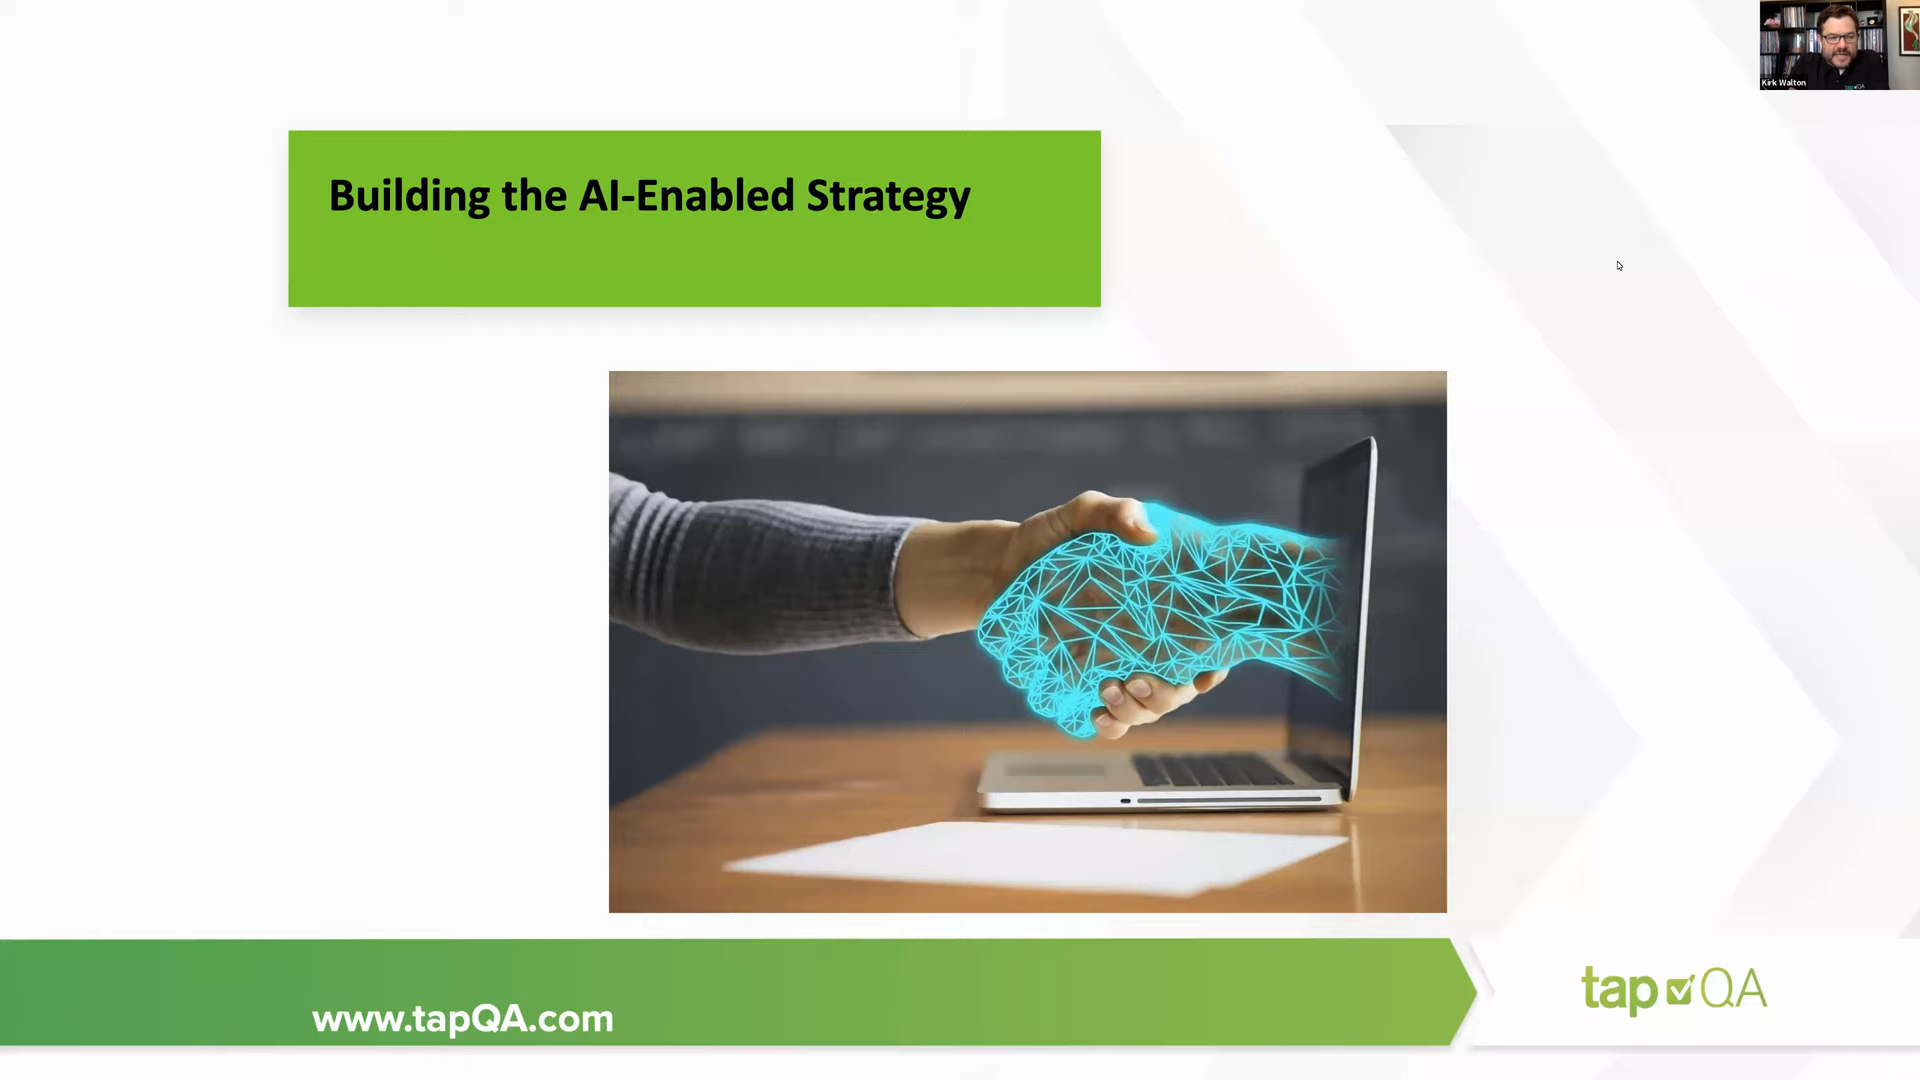 Kirk Walton
Building the AI-Enabled Strategy
www.tapQA.com
tap QA